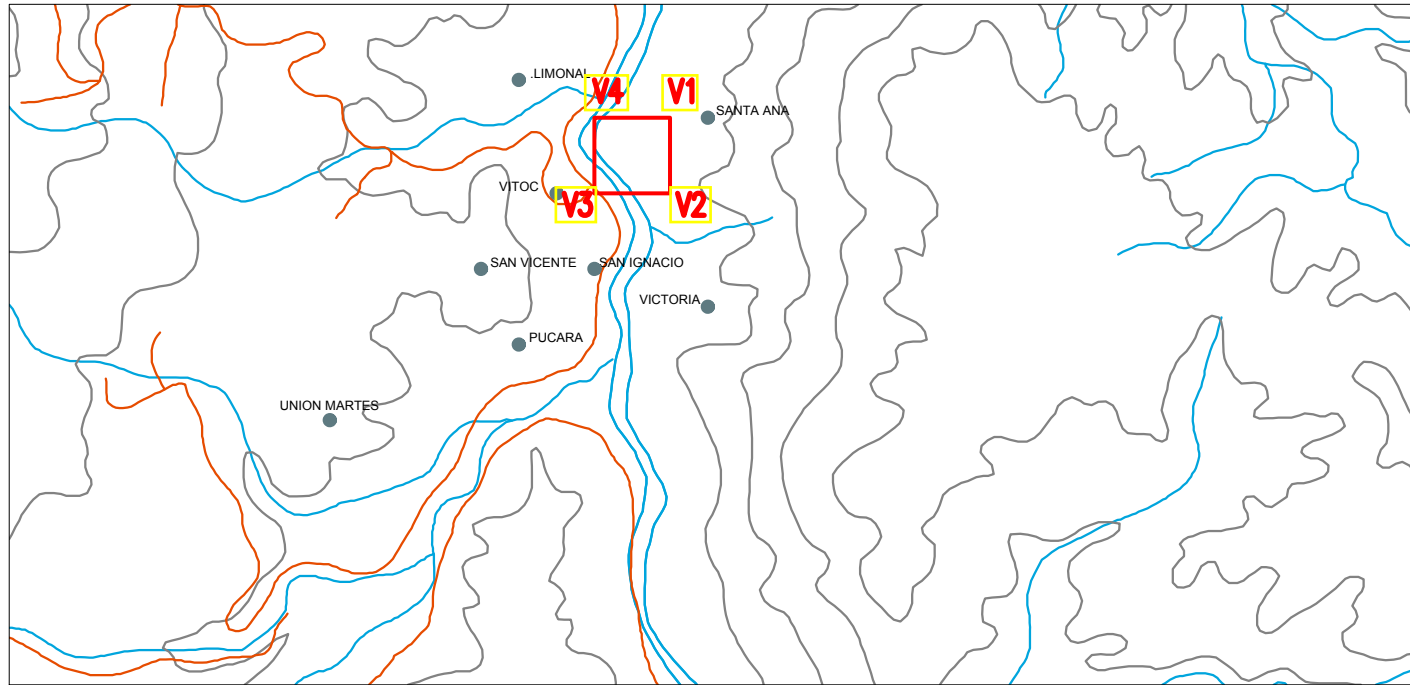 .LIMONAL
V4
V1
SANTA ANA
VITOC
V3
V2
SAN VICENTE
SAN IGNACIO
VICTORIA
PUCARA
UNION MARTES